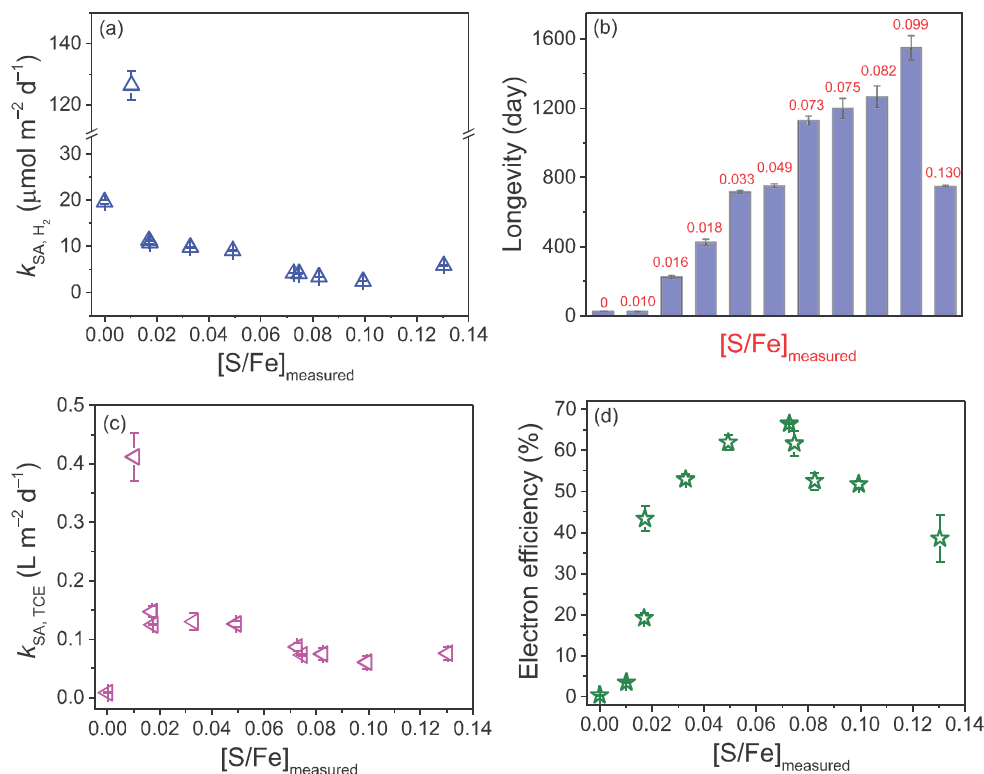 (a)
140
120
30
20
10
0
k SA, H2 (μmol m−2 d−1)
0.00 0.02 0.04 0.06 0.08 0.10 0.12 0.14
[S/Fe]measured
(b)
1600
1200
800
400
0
Longevity (day)
0 0.010 0.016 0.018 0.033 0.049 0.073 0.075 0.082 0.099 0.130
[S/Fe]measured
(c)
0.5
0.4
0.3
0.2
0.1
0.0
k SA, TCE (L m−2 d−1)
0.00 0.02 0.04 0.06 0.08 0.10 0.12 0.14
[S/Fe]measured
(d)
70
60
50
40
30
20
10
0
Electron efficiency (%)
0.00 0.02 0.04 0.06 0.08 0.10 0.12 0.14
[S/Fe]measured